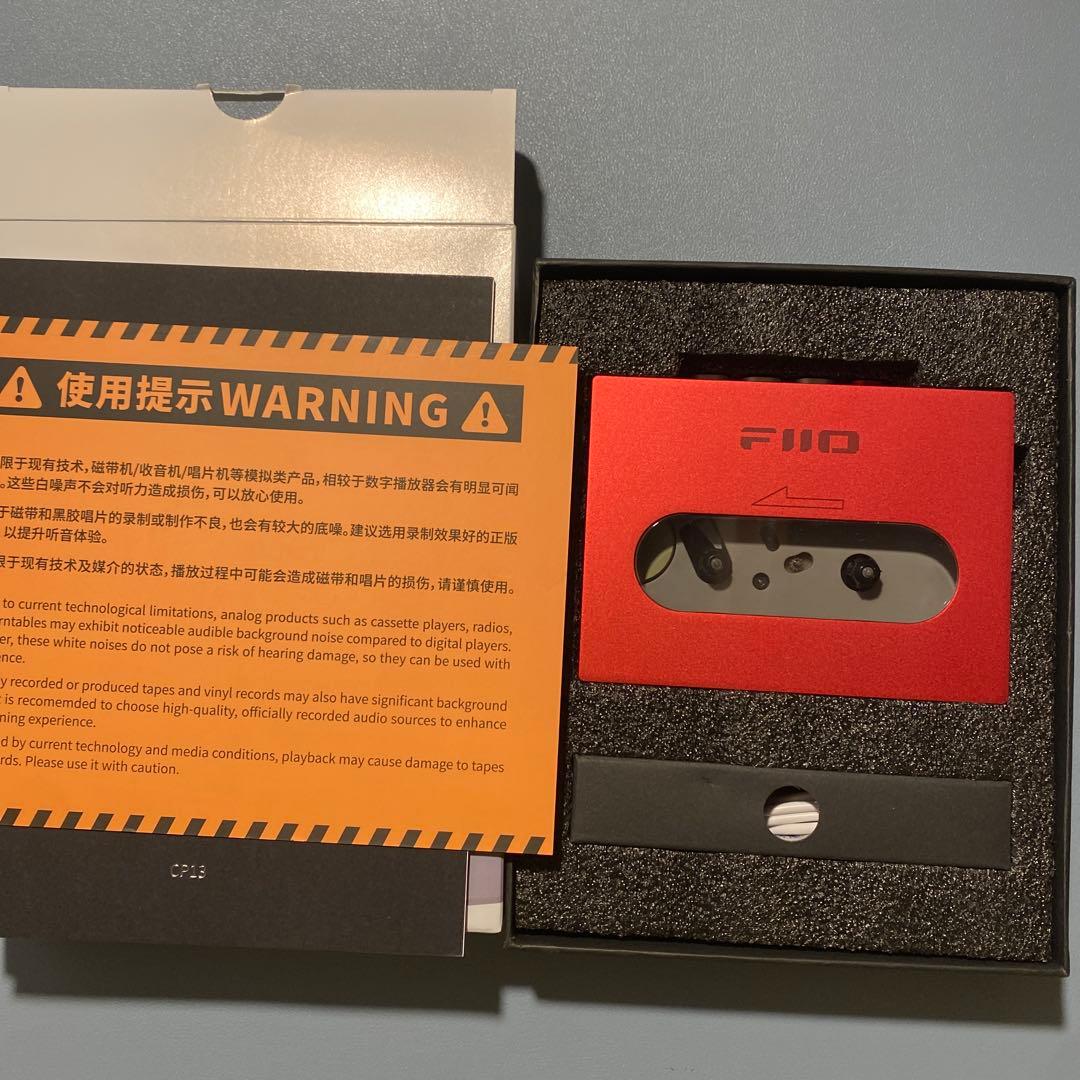 使用提示WARNING
限于现有技术，磁带机/收音机/唱片机等模拟类产品，相较于数字播放器会有明显可闻
。这些白噪声不会对听力造成损伤，可以放心使用。
于磁带和黑胶唱片的录制或制作不良，也会有较大的底噪。建议选用录制效果好的正版
以提升听音体验。
限于现有技术及媒介的状态，播放过程中可能会造成磁带和唱片的损伤，请谨慎使用。
to current technological limitations, analog products such as cassette players, radios,
rntables may exhibit noticeable audible background noise compared to digital players.
er, these white noises do not pose a risk of hearing damage, so they can be used with
ence.
y recorded or produced tapes and vinyl records may also have significant background
t is recomemded to choose high-quality, officially recorded audio sources to enhance
ning experience.
d by current technology and media conditions, playback may cause damage to tapes
rds. Please use it with caution.
CP13
FIIO